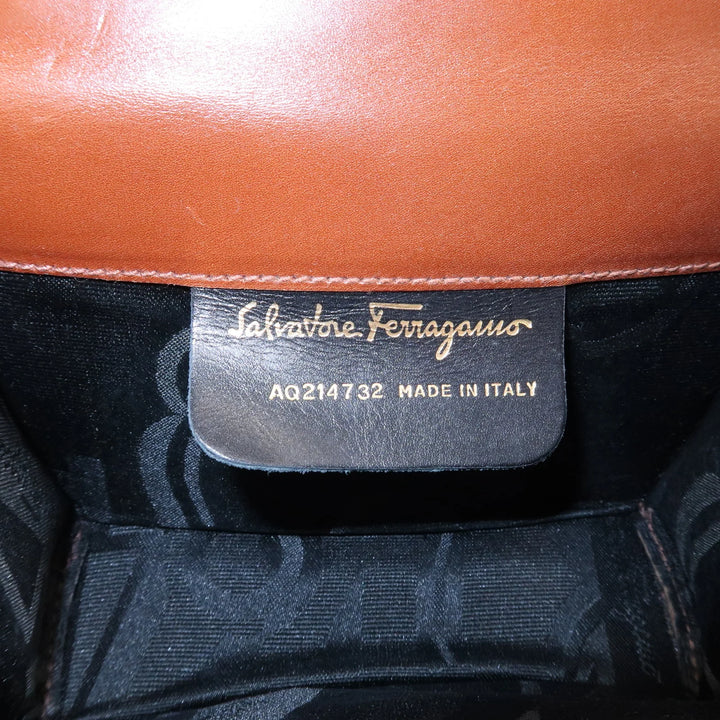 Salvatore Ferragamo
AQ214732 MADE IN ITALY